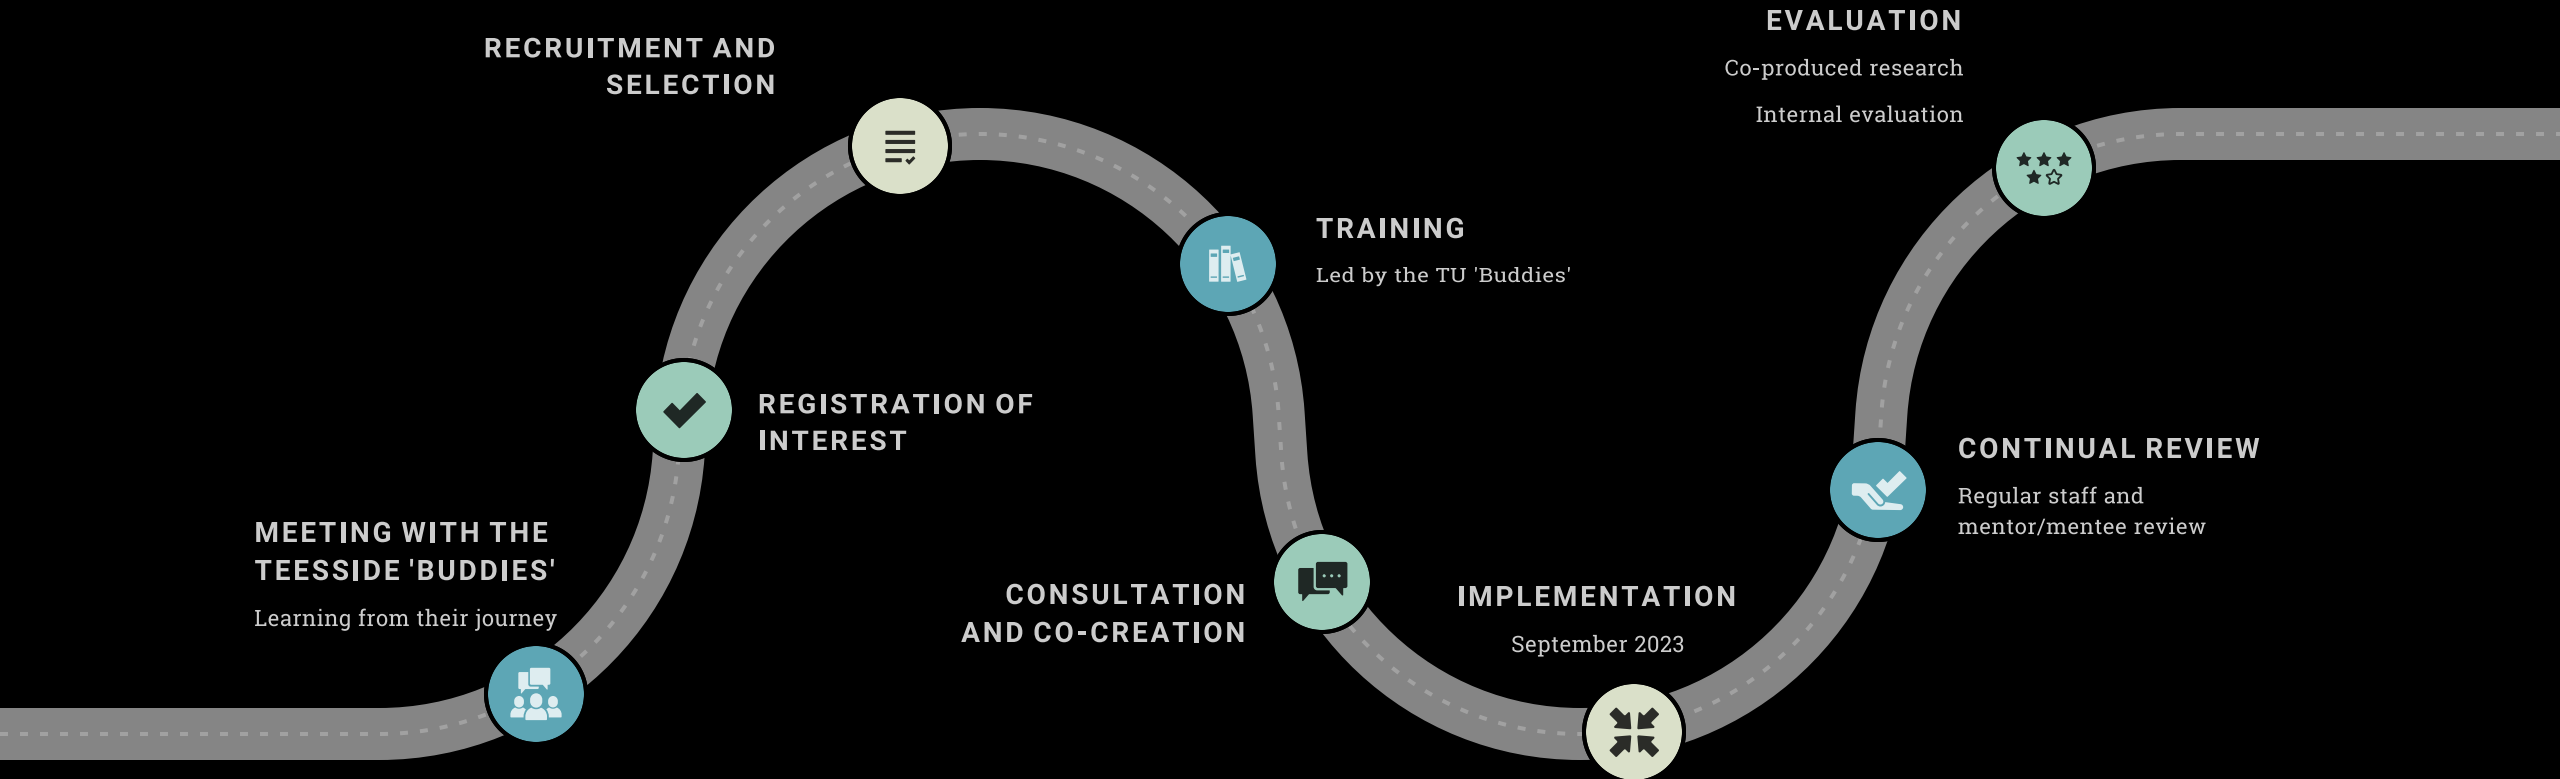 MEETING WITH THE
TEESSIDE 'BUDDIES'
Learning from their journey
REGISTRATION OF
INTEREST
RECRUITMENT AND
SELECTION
TRAINING
Led by the TU 'Buddies'
CONSULTATION
AND CO-CREATION
IMPLEMENTATION
September 2023
CONTINUAL REVIEW
Regular staff and
mentor/mentee review
EVALUATION
Co-produced research
Internal evaluation